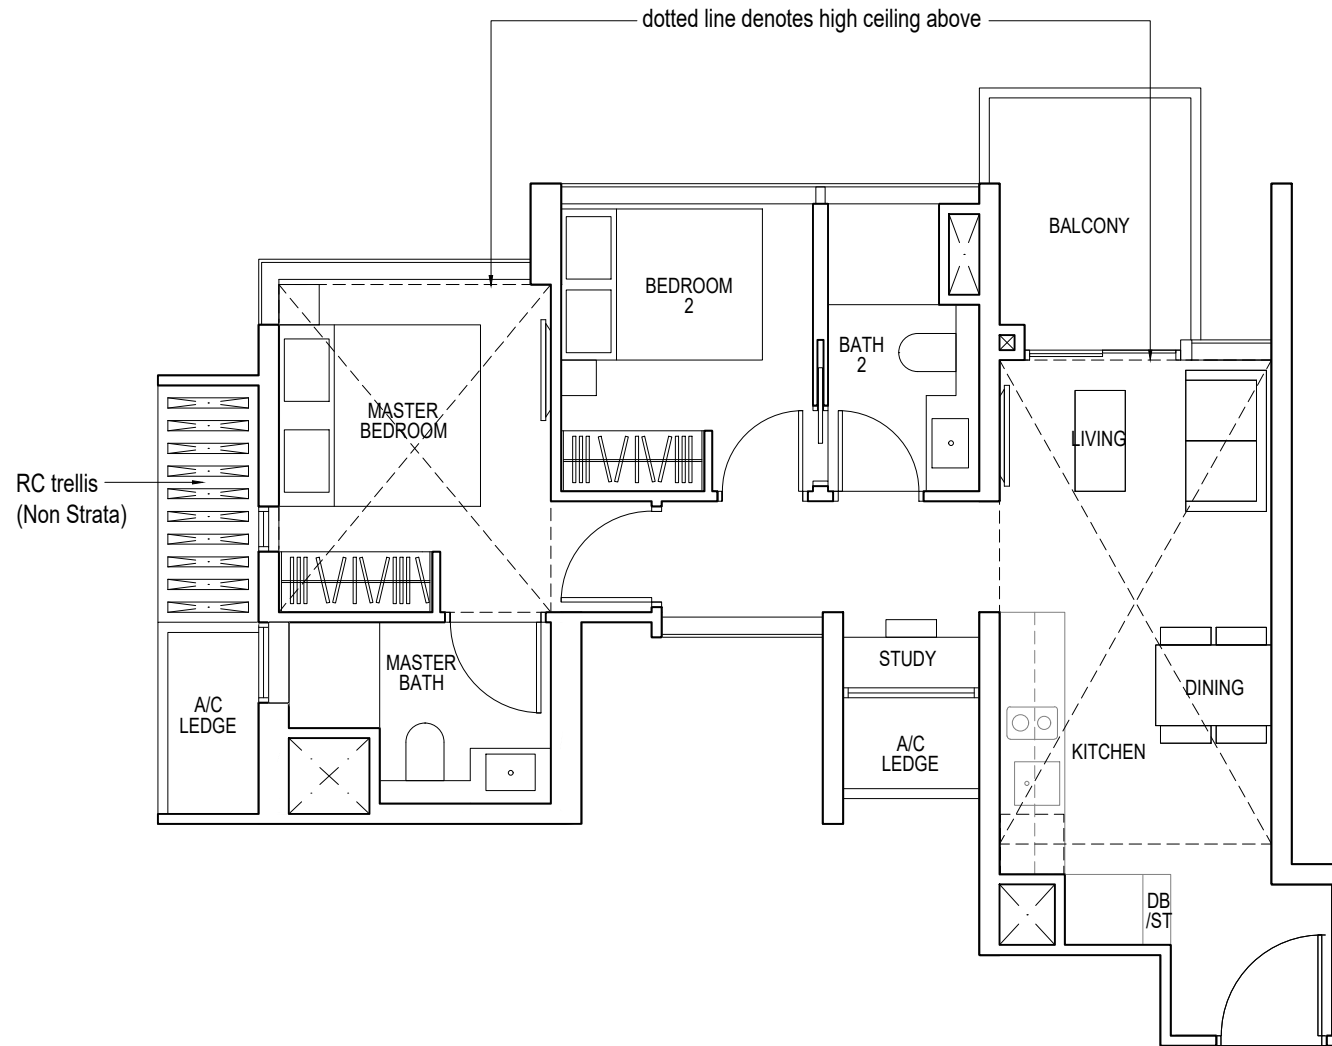 dotted line denotes high ceiling above
BALCONY
BEDROOM
2
BATH
2
MASTER
BEDROOM
LIVING
RC trellis
(Non Strata)
MASTER
BATH
STUDY
DINING
A/C
LEDGE
A/C
LEDGE
KITCHEN
DB
/ST